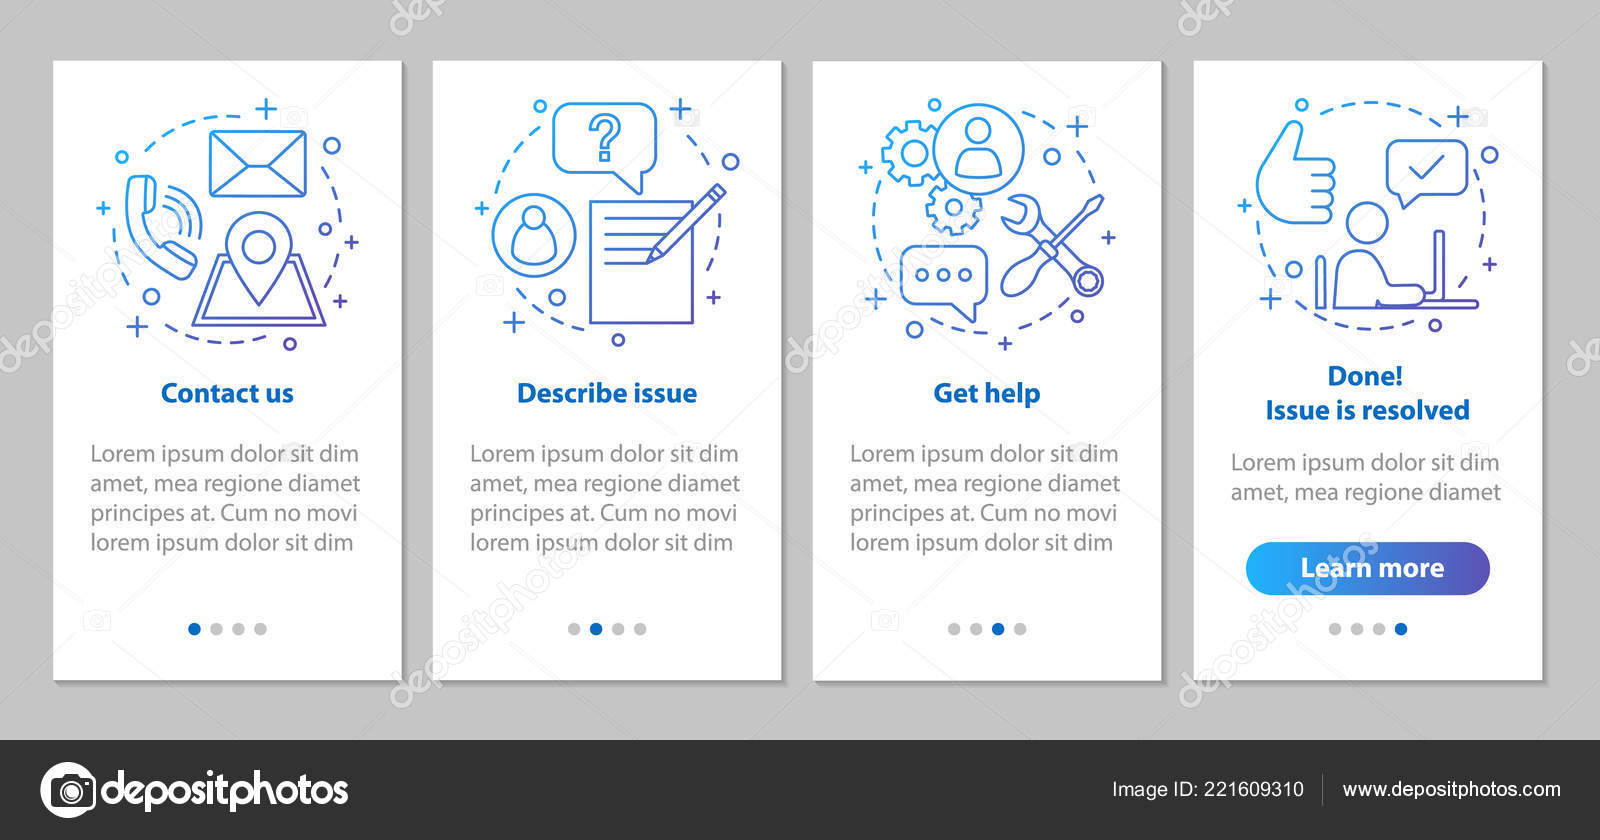 Contact us
Lorem ipsum dolor sit dim
amet, mea regione diamet
principes at. Cum no movi
lorem ipsum dolor sit dim
Describe issue
Lorem ipsum dolor sit dim
amet, mea regione diamet
principes at. Cum no movi
lorem ipsum dolor sit dim
Get help
Lorem ipsum dolor sit dim
amet, mea regione diamet
principes at. Cum no movi
lorem ipsum dolor sit dim
Done!
Issue is resolved
Lorem ipsum dolor sit dim
amet, mea regione diamet
Learn more
depositphotos
Image ID: 221609310
www.depositphotos.com